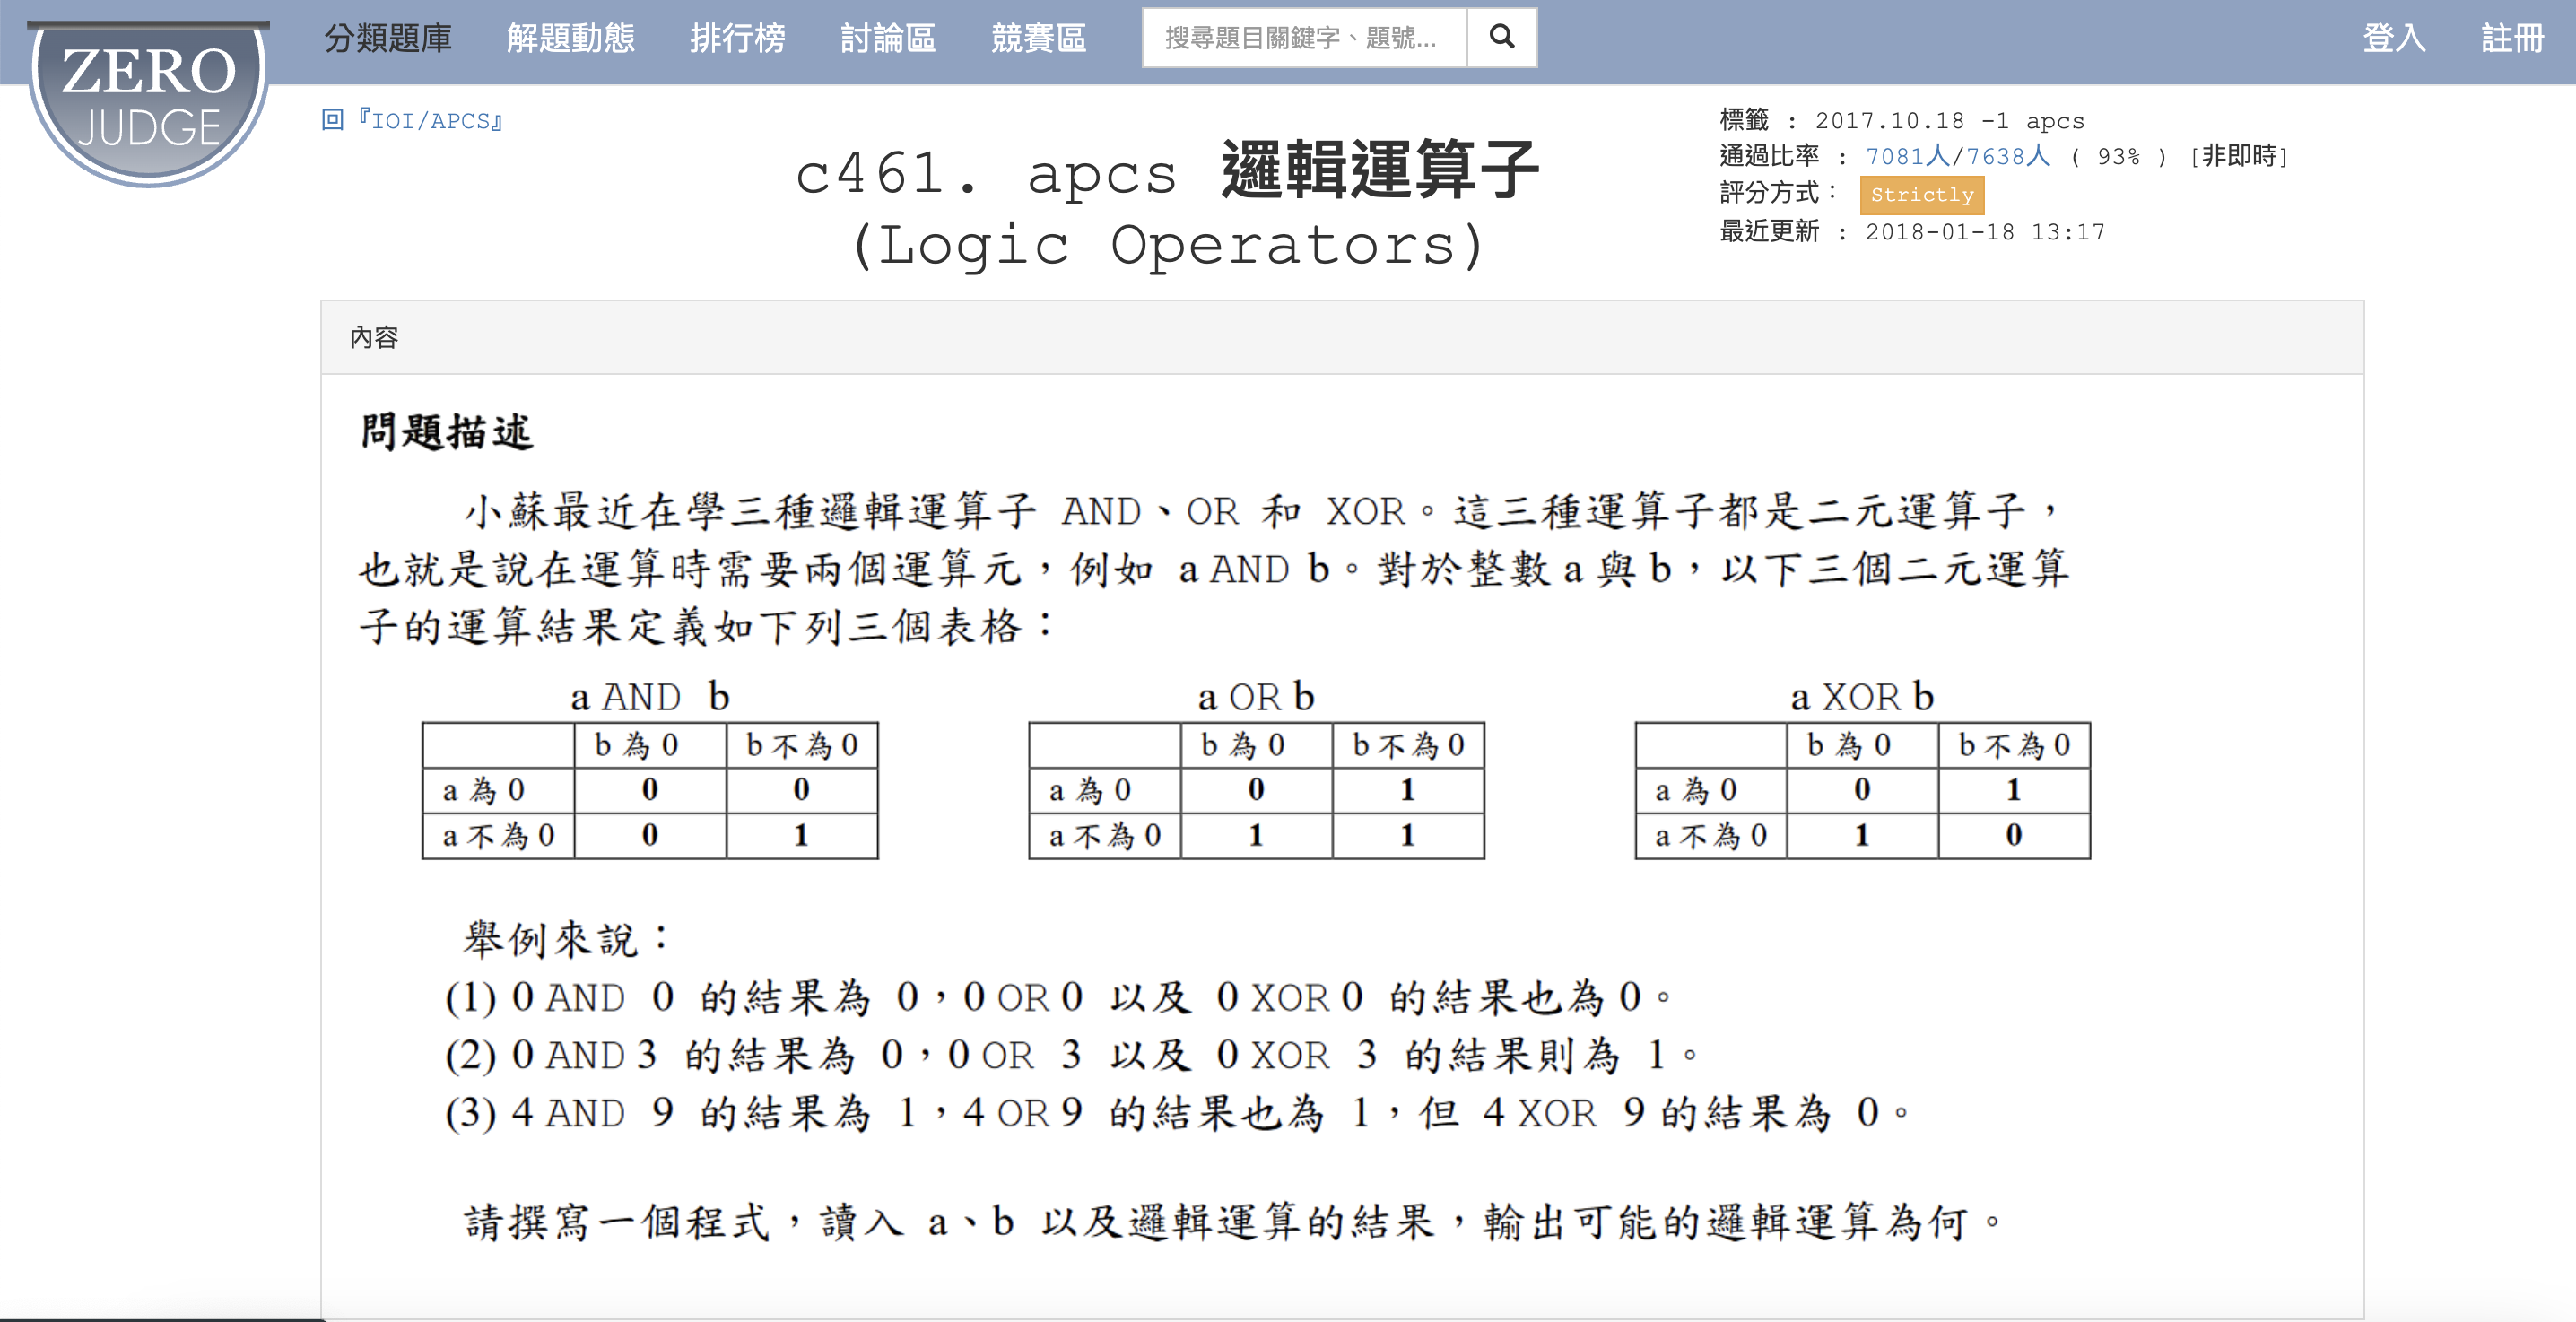 ZERO
JUDGE
分類題庫 解題動態 排行榜 討論區 競賽區 搜尋題目關鍵字、題號... 登入 註冊
回『IOI/APCS』
c461. apcs 邏輯運算子
(Logic Operators)
標籤 : 2017.10.18 -1 apcs
通過比率 : 7081人/7638人 ( 93% ) [非即時]
評分方式: Strictly
最近更新 : 2018-01-18 13:17
內容
問題描述
小蘇最近在學三種邏輯運算子 AND、OR 和 XOR。這三種運算子都是二元運算子,
也就是說在運算時需要兩個運算元,例如 a AND b。對於整數 a 與 b,以下三個二元運算
子的運算結果定義如下列三個表格:
a AND b
b 為 0 b 不為 0
a 為 0 0 0
a 不為 0 0 1
a OR b
b 為 0 b 不為 0
a 為 0 0 1
a 不為 0 1 1
a XOR b
b 為 0 b 不為 0
a 為 0 0 1
a 不為 0 1 0
舉例來說:
(1) 0 AND 0 的結果為 0,0 OR 0 以及 0 XOR 0 的結果也為 0。
(2) 0 AND 3 的結果為 0,0 OR 3 以及 0 XOR 3 的結果則為 1。
(3) 4 AND 9 的結果為 1,4 OR 9 的結果也為 1,但 4 XOR 9 的結果為 0。
請撰寫一個程式,讀入 a、b 以及邏輯運算的結果,輸出可能的邏輯運算為何。